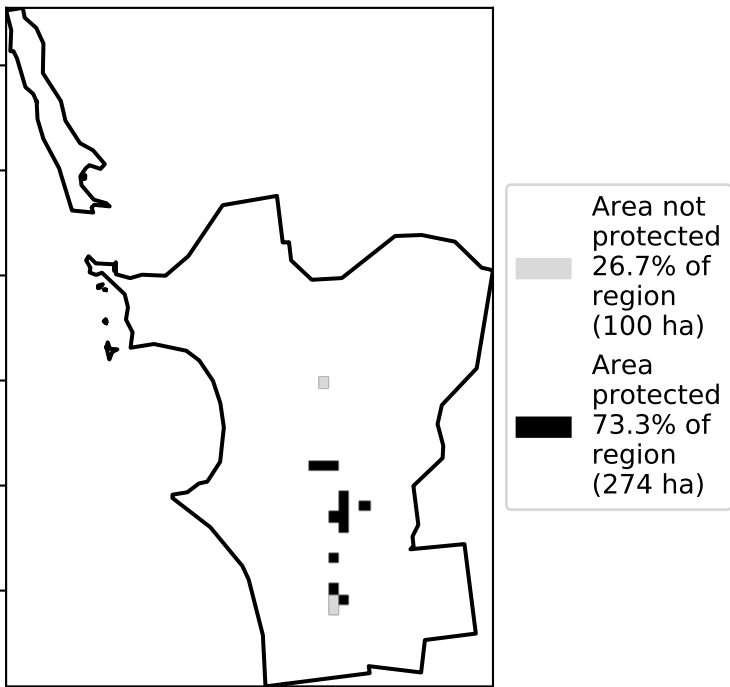 Area not
protected
26.7% of
region
(100 ha)
Area
protected
73.3% of
region
(274 ha)